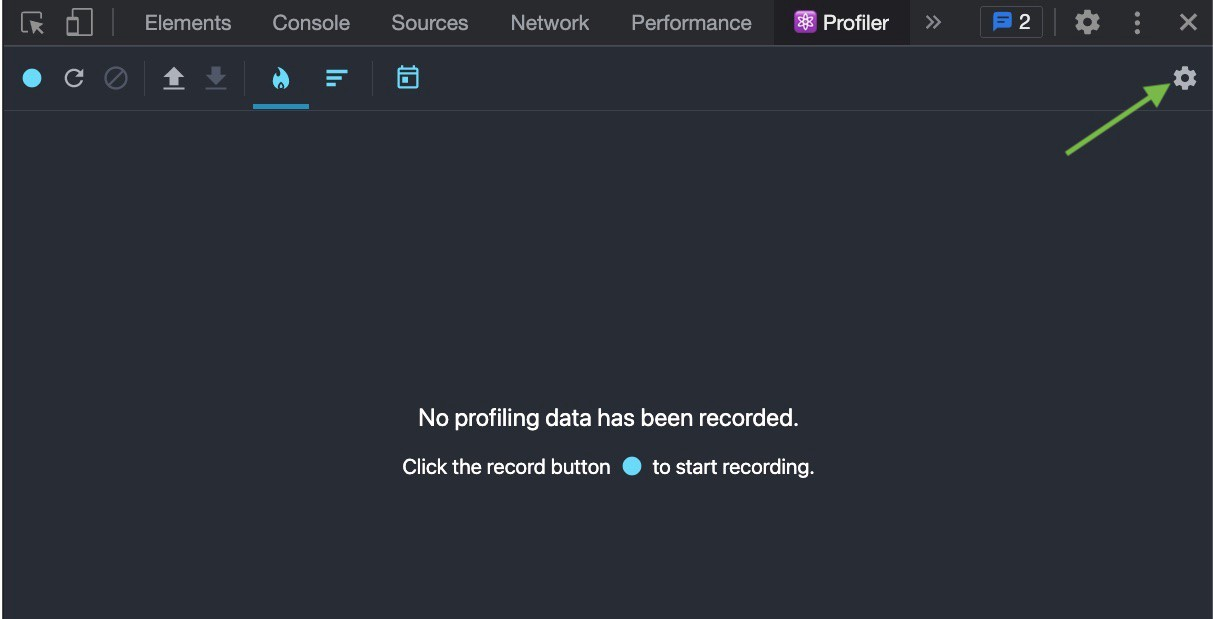 Elements Console Sources Network Performance Profiler 2
No profiling data has been recorded.
Click the record button to start recording.